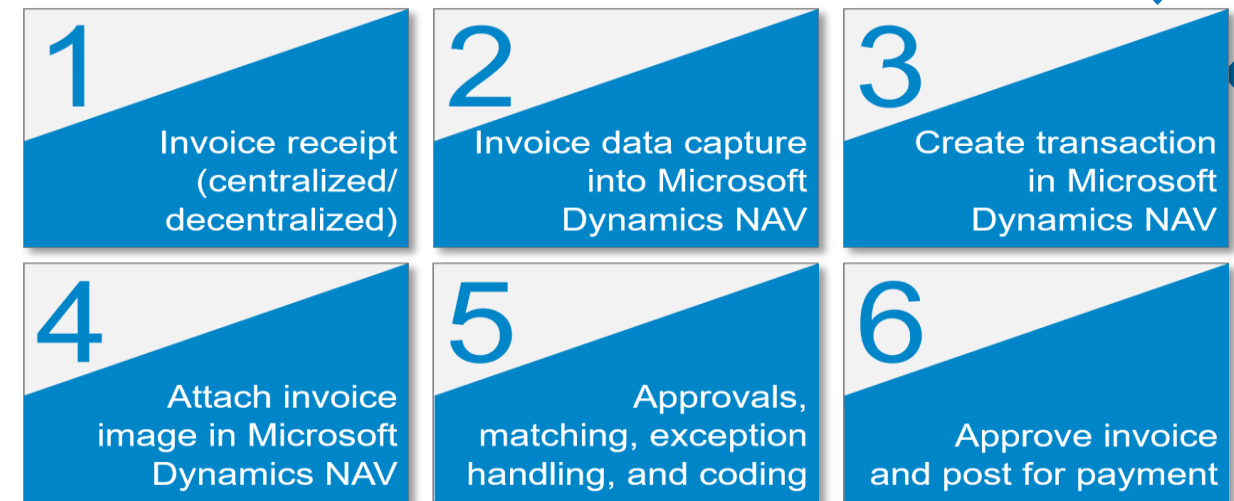 1
Invoice receipt
(centralized/
decentralized)
2
Invoice data capture
into Microsoft
Dynamics NAV
3
Create transaction
in Microsoft
Dynamics NAV
4
Attach invoice
image in Microsoft
Dynamics NAV
5
Approvals,
matching, exception
handling, and coding
6
Approve invoice
and post for payment